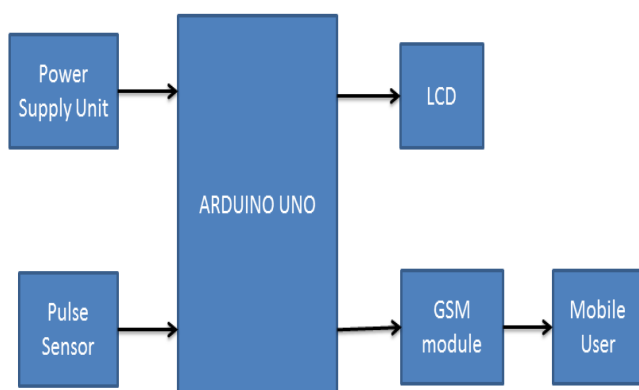 Power
Supply Unit
LCD
ARDUINO UNO
Pulse
Sensor
GSM
module
Mobile
User